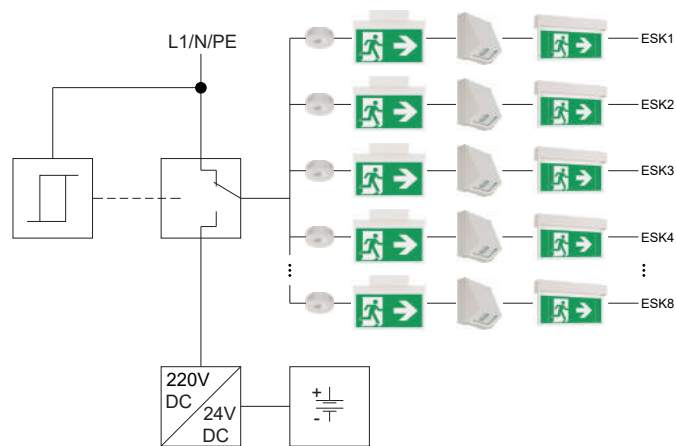 L1/N/PE
ESK1
ESK2
ESK3
ESK4
ESK8
220V
DC
24V
DC
+
-